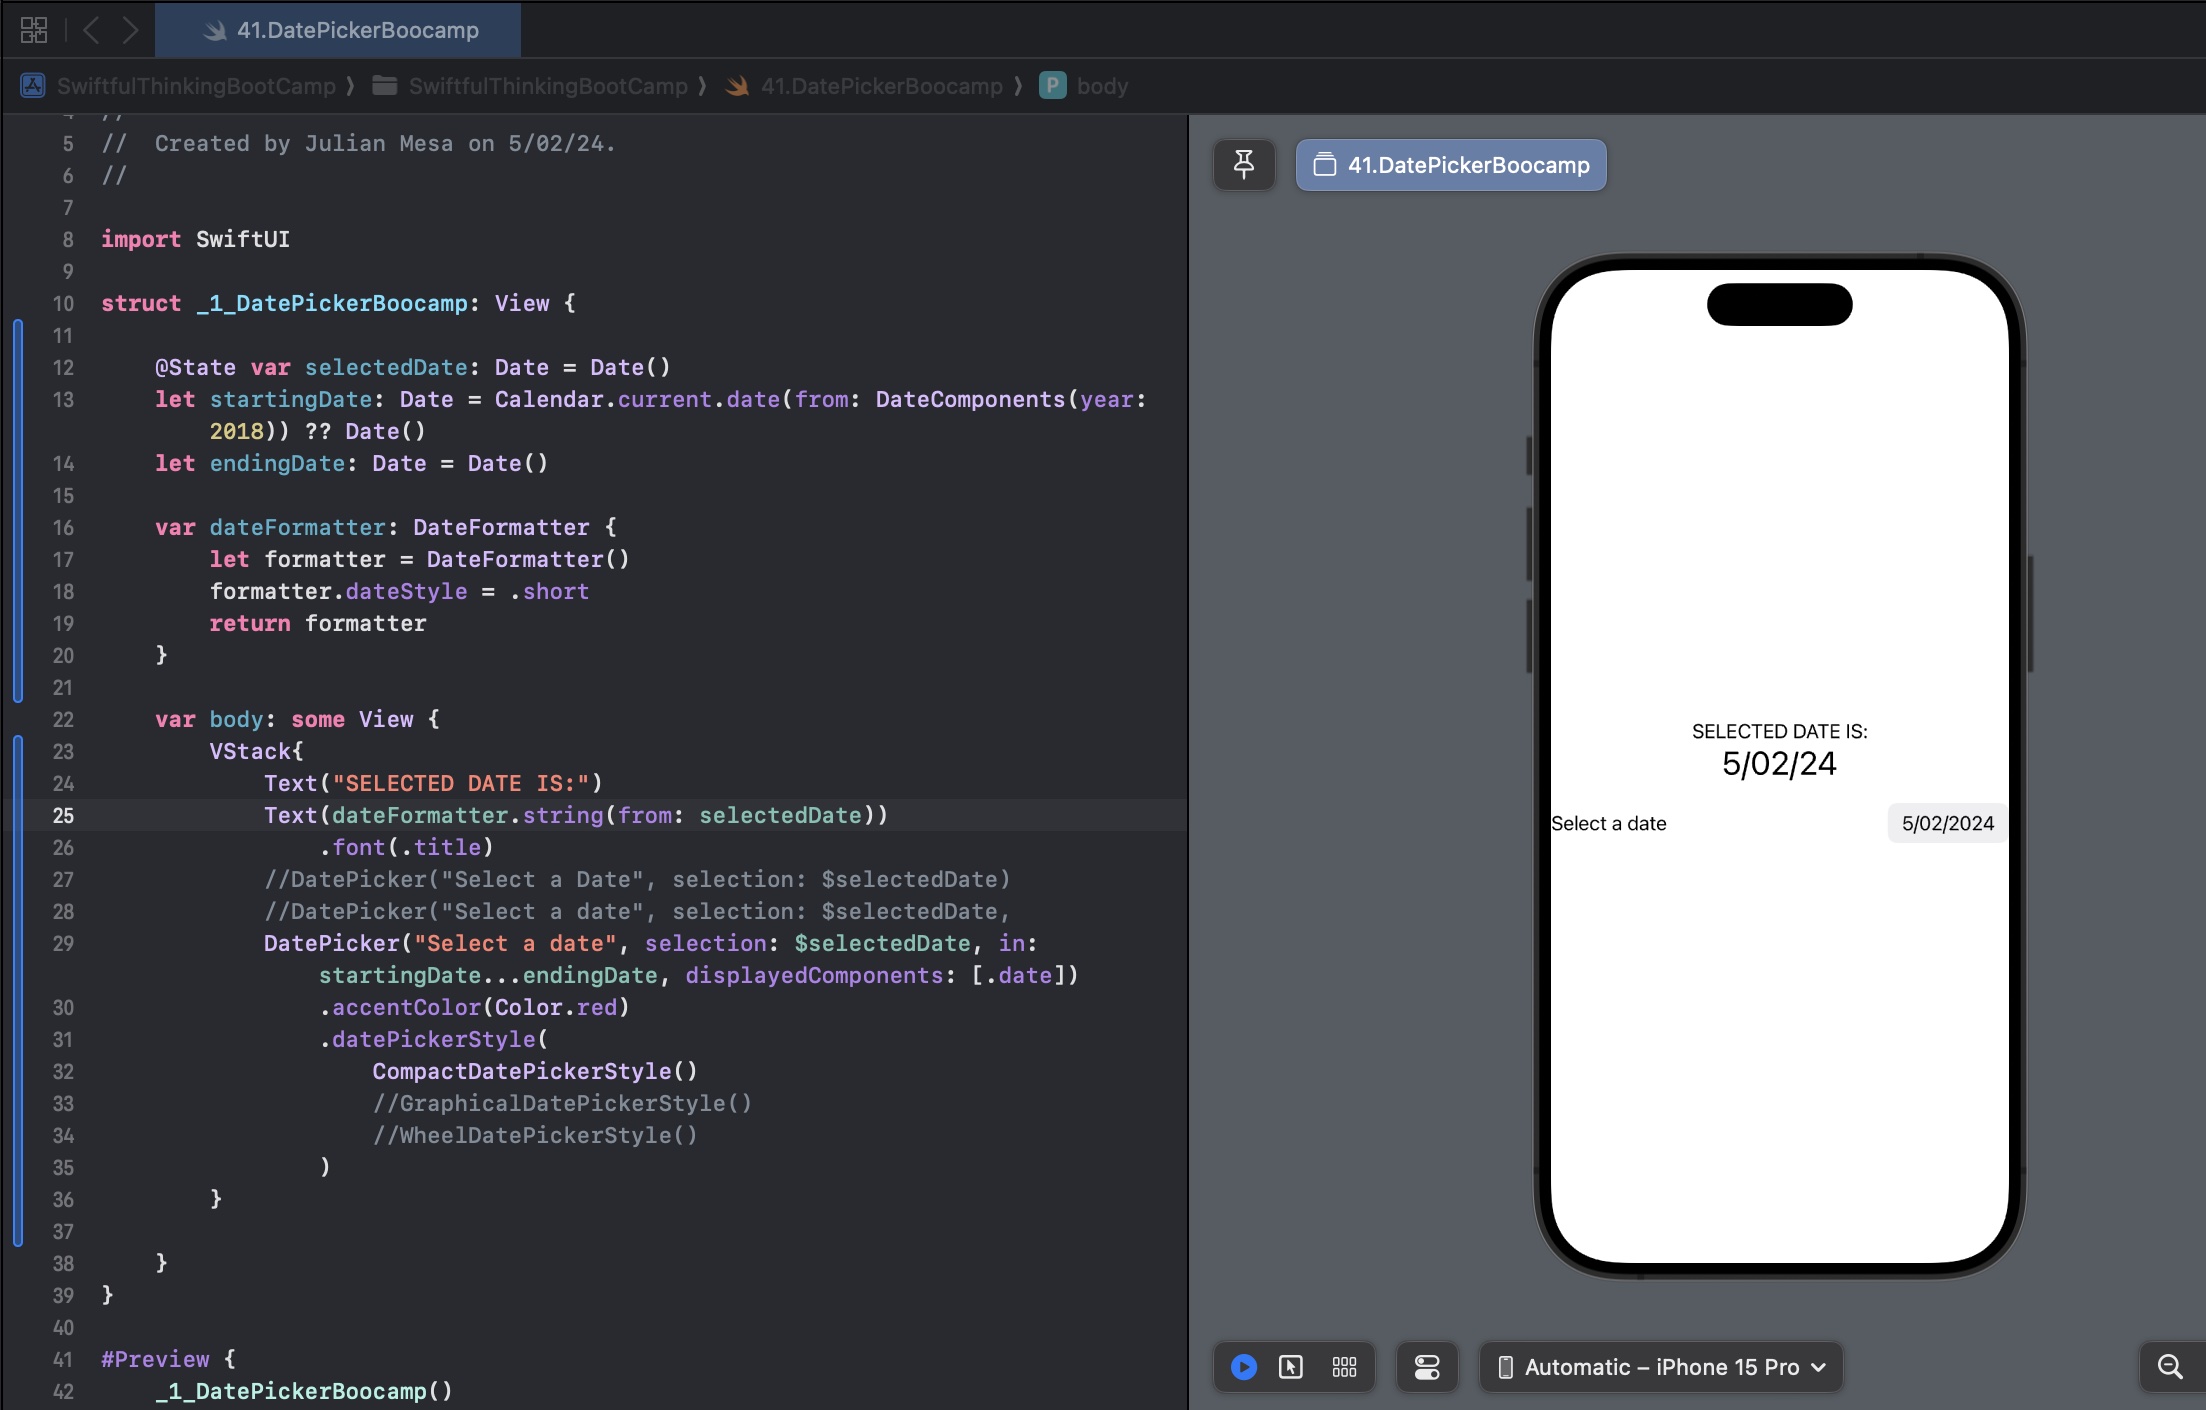 41.DatePickerBoocamp
SwiftfulThinkingBootCamp ❭ SwiftfulThinkingBootCamp ❭ 41.DatePickerBoocamp ❭ P body
4 //
5 //  Created by Julian Mesa on 5/02/24.
6 //
7
8 import SwiftUI
9
10 struct _1_DatePickerBoocamp: View {
11
12     @State var selectedDate: Date = Date()
13     let startingDate: Date = Calendar.current.date(from: DateComponents(year:
        2018)) ?? Date()
14     let endingDate: Date = Date()
15
16     var dateFormatter: DateFormatter {
17         let formatter = DateFormatter()
18         formatter.dateStyle = .short
19         return formatter
20     }
21
22     var body: some View {
23         VStack{
24             Text("SELECTED DATE IS:")
25             Text(dateFormatter.string(from: selectedDate))
26                 .font(.title)
27             //DatePicker("Select a Date", selection: $selectedDate)
28             //DatePicker("Select a date", selection: $selectedDate,
29             DatePicker("Select a date", selection: $selectedDate, in:
                startingDate...endingDate, displayedComponents: [.date])
30                 .accentColor(Color.red)
31                 .datePickerStyle(
32                     CompactDatePickerStyle()
33                     //GraphicalDatePickerStyle()
34                     //WheelDatePickerStyle()
35                 )
36         }
37
38     }
39 }
40
41 #Preview {
42     _1_DatePickerBoocamp()
41.DatePickerBoocamp
SELECTED DATE IS:
5/02/24
Select a date 5/02/2024
Automatic – iPhone 15 Pro